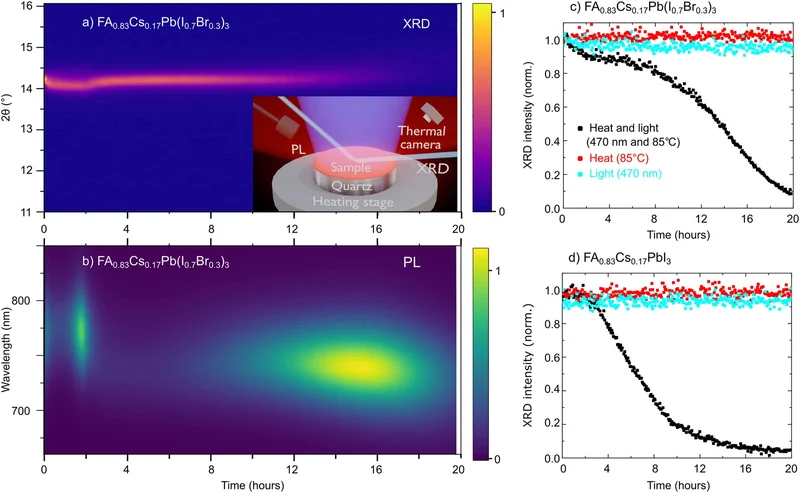 a) FA0.83Cs0.17Pb(I0.7Br0.3)3
XRD
2θ (°)
16
15
14
13
12
11
0
4
8
12
16
20
1
0
PL
Thermal
camera
Sample
XRD
Quartz
Heating stage
b) FA0.83Cs0.17Pb(I0.7Br0.3)3
PL
Wavelength (nm)
800
700
0
4
8
12
16
20
Time (hours)
1
0
c) FA0.83Cs0.17Pb(I0.7Br0.3)3
XRD intensity (norm.)
1.0
0.8
0.6
0.4
0.2
0.0
Heat and light
(470 nm and 85°C)
Heat (85°C)
Light (470 nm)
0
4
8
12
16
20
Time (hours)
d) FA0.83Cs0.17PbI3
XRD intensity (norm.)
1.0
0.8
0.6
0.4
0.2
0.0
0
4
8
12
16
20
Time (hours)